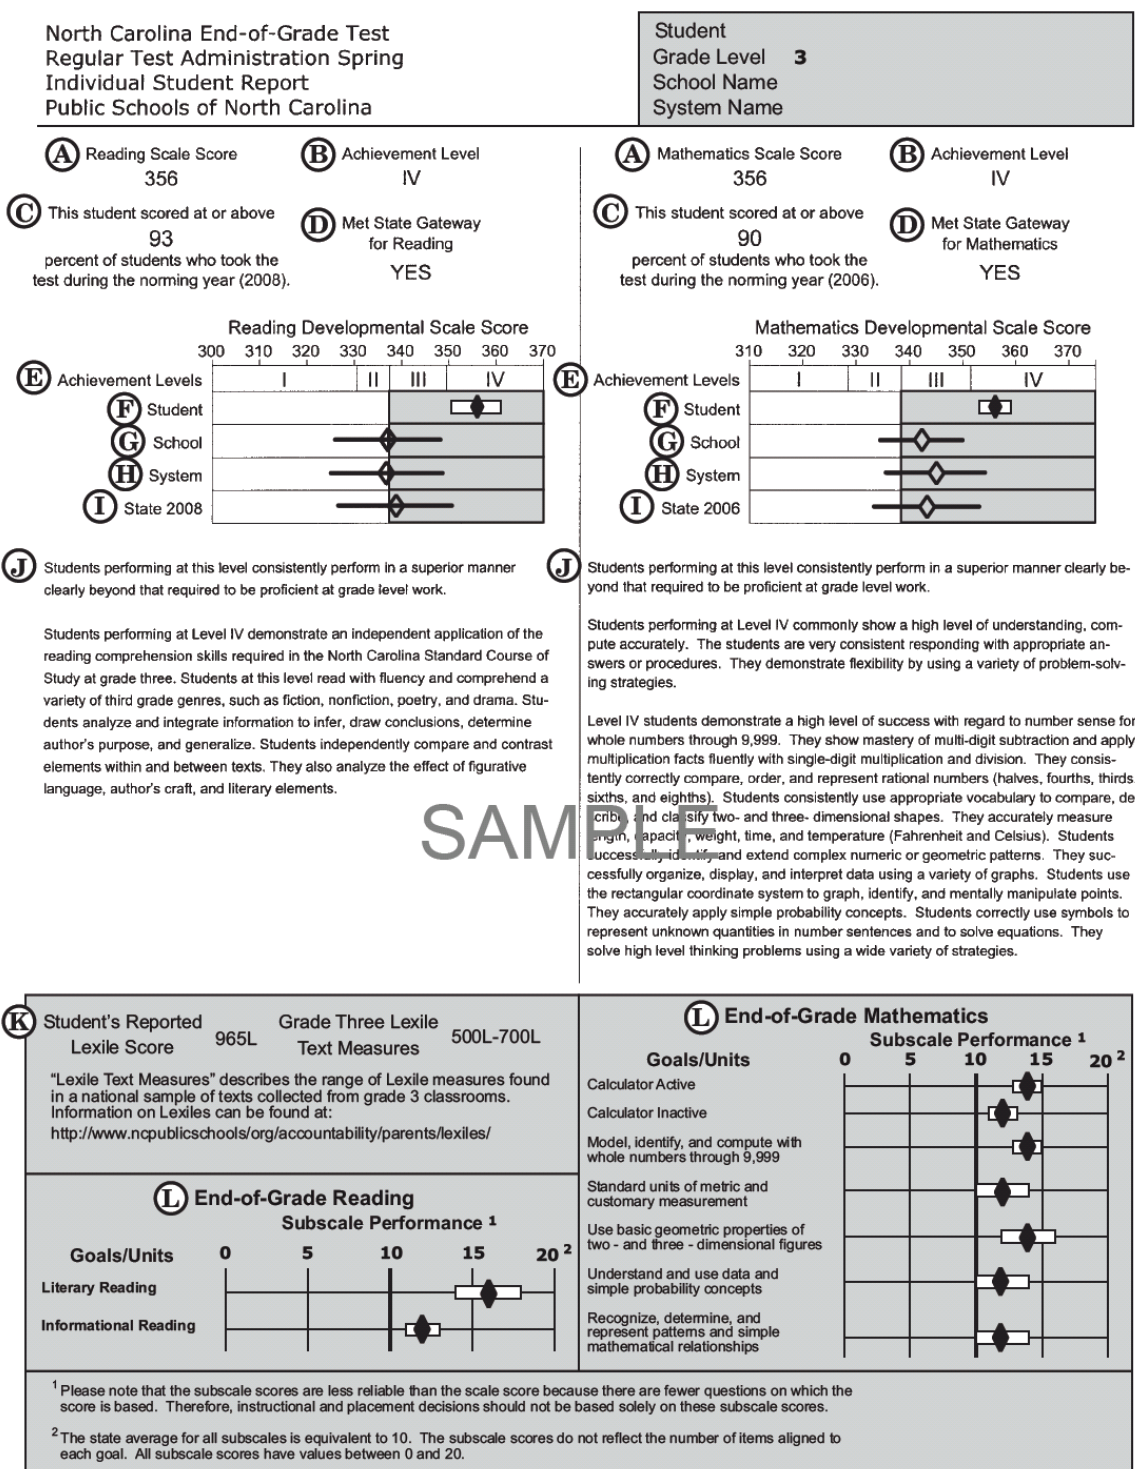 North Carolina End-of-Grade Test
Regular Test Administration Spring
Individual Student Report
Public Schools of North Carolina
Student
Grade Level 3
School Name
System Name
A Reading Scale Score
356
B Achievement Level
IV
C This student scored at or above
93
percent of students who took the
test during the norming year (2008).
D Met State Gateway
for Reading
YES
Reading Developmental Scale Score
300 310 320 330 340 350 360 370
E Achievement Levels I II III IV
F Student
G School
H System
I State 2008
J Students performing at this level consistently perform in a superior manner
clearly beyond that required to be proficient at grade level work.
Students performing at Level IV demonstrate an independent application of the
reading comprehension skills required in the North Carolina Standard Course of
Study at grade three. Students at this level read with fluency and comprehend a
variety of third grade genres, such as fiction, nonfiction, poetry, and drama. Stu-
dents analyze and integrate information to infer, draw conclusions, determine
author's purpose, and generalize. Students independently compare and contrast
elements within and between texts. They also analyze the effect of figurative
language, author's craft, and literary elements.
A Mathematics Scale Score
356
B Achievement Level
IV
C This student scored at or above
90
percent of students who took the
test during the norming year (2006).
D Met State Gateway
for Mathematics
YES
Mathematics Developmental Scale Score
310 320 330 340 350 360 370
E Achievement Levels I II III IV
F Student
G School
H System
I State 2006
J Students performing at this level consistently perform in a superior manner clearly be-
yond that required to be proficient at grade level work.
Students performing at Level IV commonly show a high level of understanding, com-
pute accurately. The students are very consistent responding with appropriate an-
swers or procedures. They demonstrate flexibility by using a variety of problem-solv-
ing strategies.
Level IV students demonstrate a high level of success with regard to number sense for
whole numbers through 9,999. They show mastery of multi-digit subtraction and apply
multiplication facts fluently with single-digit multiplication and division. They consis-
tently correctly compare, order, and represent rational numbers (halves, fourths, thirds
sixths, and eighths). Students consistently use appropriate vocabulary to compare, de
scribe, and classify two- and three- dimensional shapes. They accurately measure
length, capacity, weight, time, and temperature (Fahrenheit and Celsius). Students
successfully identify and extend complex numeric or geometric patterns. They suc-
cessfully organize, display, and interpret data using a variety of graphs. Students use
the rectangular coordinate system to graph, identify, and mentally manipulate points.
They accurately apply simple probability concepts. Students correctly use symbols to
represent unknown quantities in number sentences and to solve equations. They
solve high level thinking problems using a wide variety of strategies.
SAMPLE
K Student's Reported
Lexile Score
965L
Grade Three Lexile
Text Measures
500L-700L
"Lexile Text Measures" describes the range of Lexile measures found
in a national sample of texts collected from grade 3 classrooms.
Information on Lexiles can be found at:
http://www.ncpublicschools/org/accountability/parents/lexiles/
L End-of-Grade Reading
Subscale Performance 1
Goals/Units 0 5 10 15 20 2
Literary Reading
Informational Reading
L End-of-Grade Mathematics
Subscale Performance 1
Goals/Units 0 5 10 15 20 2
Calculator Active
Calculator Inactive
Model, identify, and compute with
whole numbers through 9,999
Standard units of metric and
customary measurement
Use basic geometric properties of
two - and three - dimensional figures
Understand and use data and
simple probability concepts
Recognize, determine, and
represent patterns and simple
mathematical relationships
1 Please note that the subscale scores are less reliable than the scale score because there are fewer questions on which the
score is based. Therefore, instructional and placement decisions should not be based solely on these subscale scores.
2 The state average for all subscales is equivalent to 10. The subscale scores do not reflect the number of items aligned to
each goal. All subscale scores have values between 0 and 20.